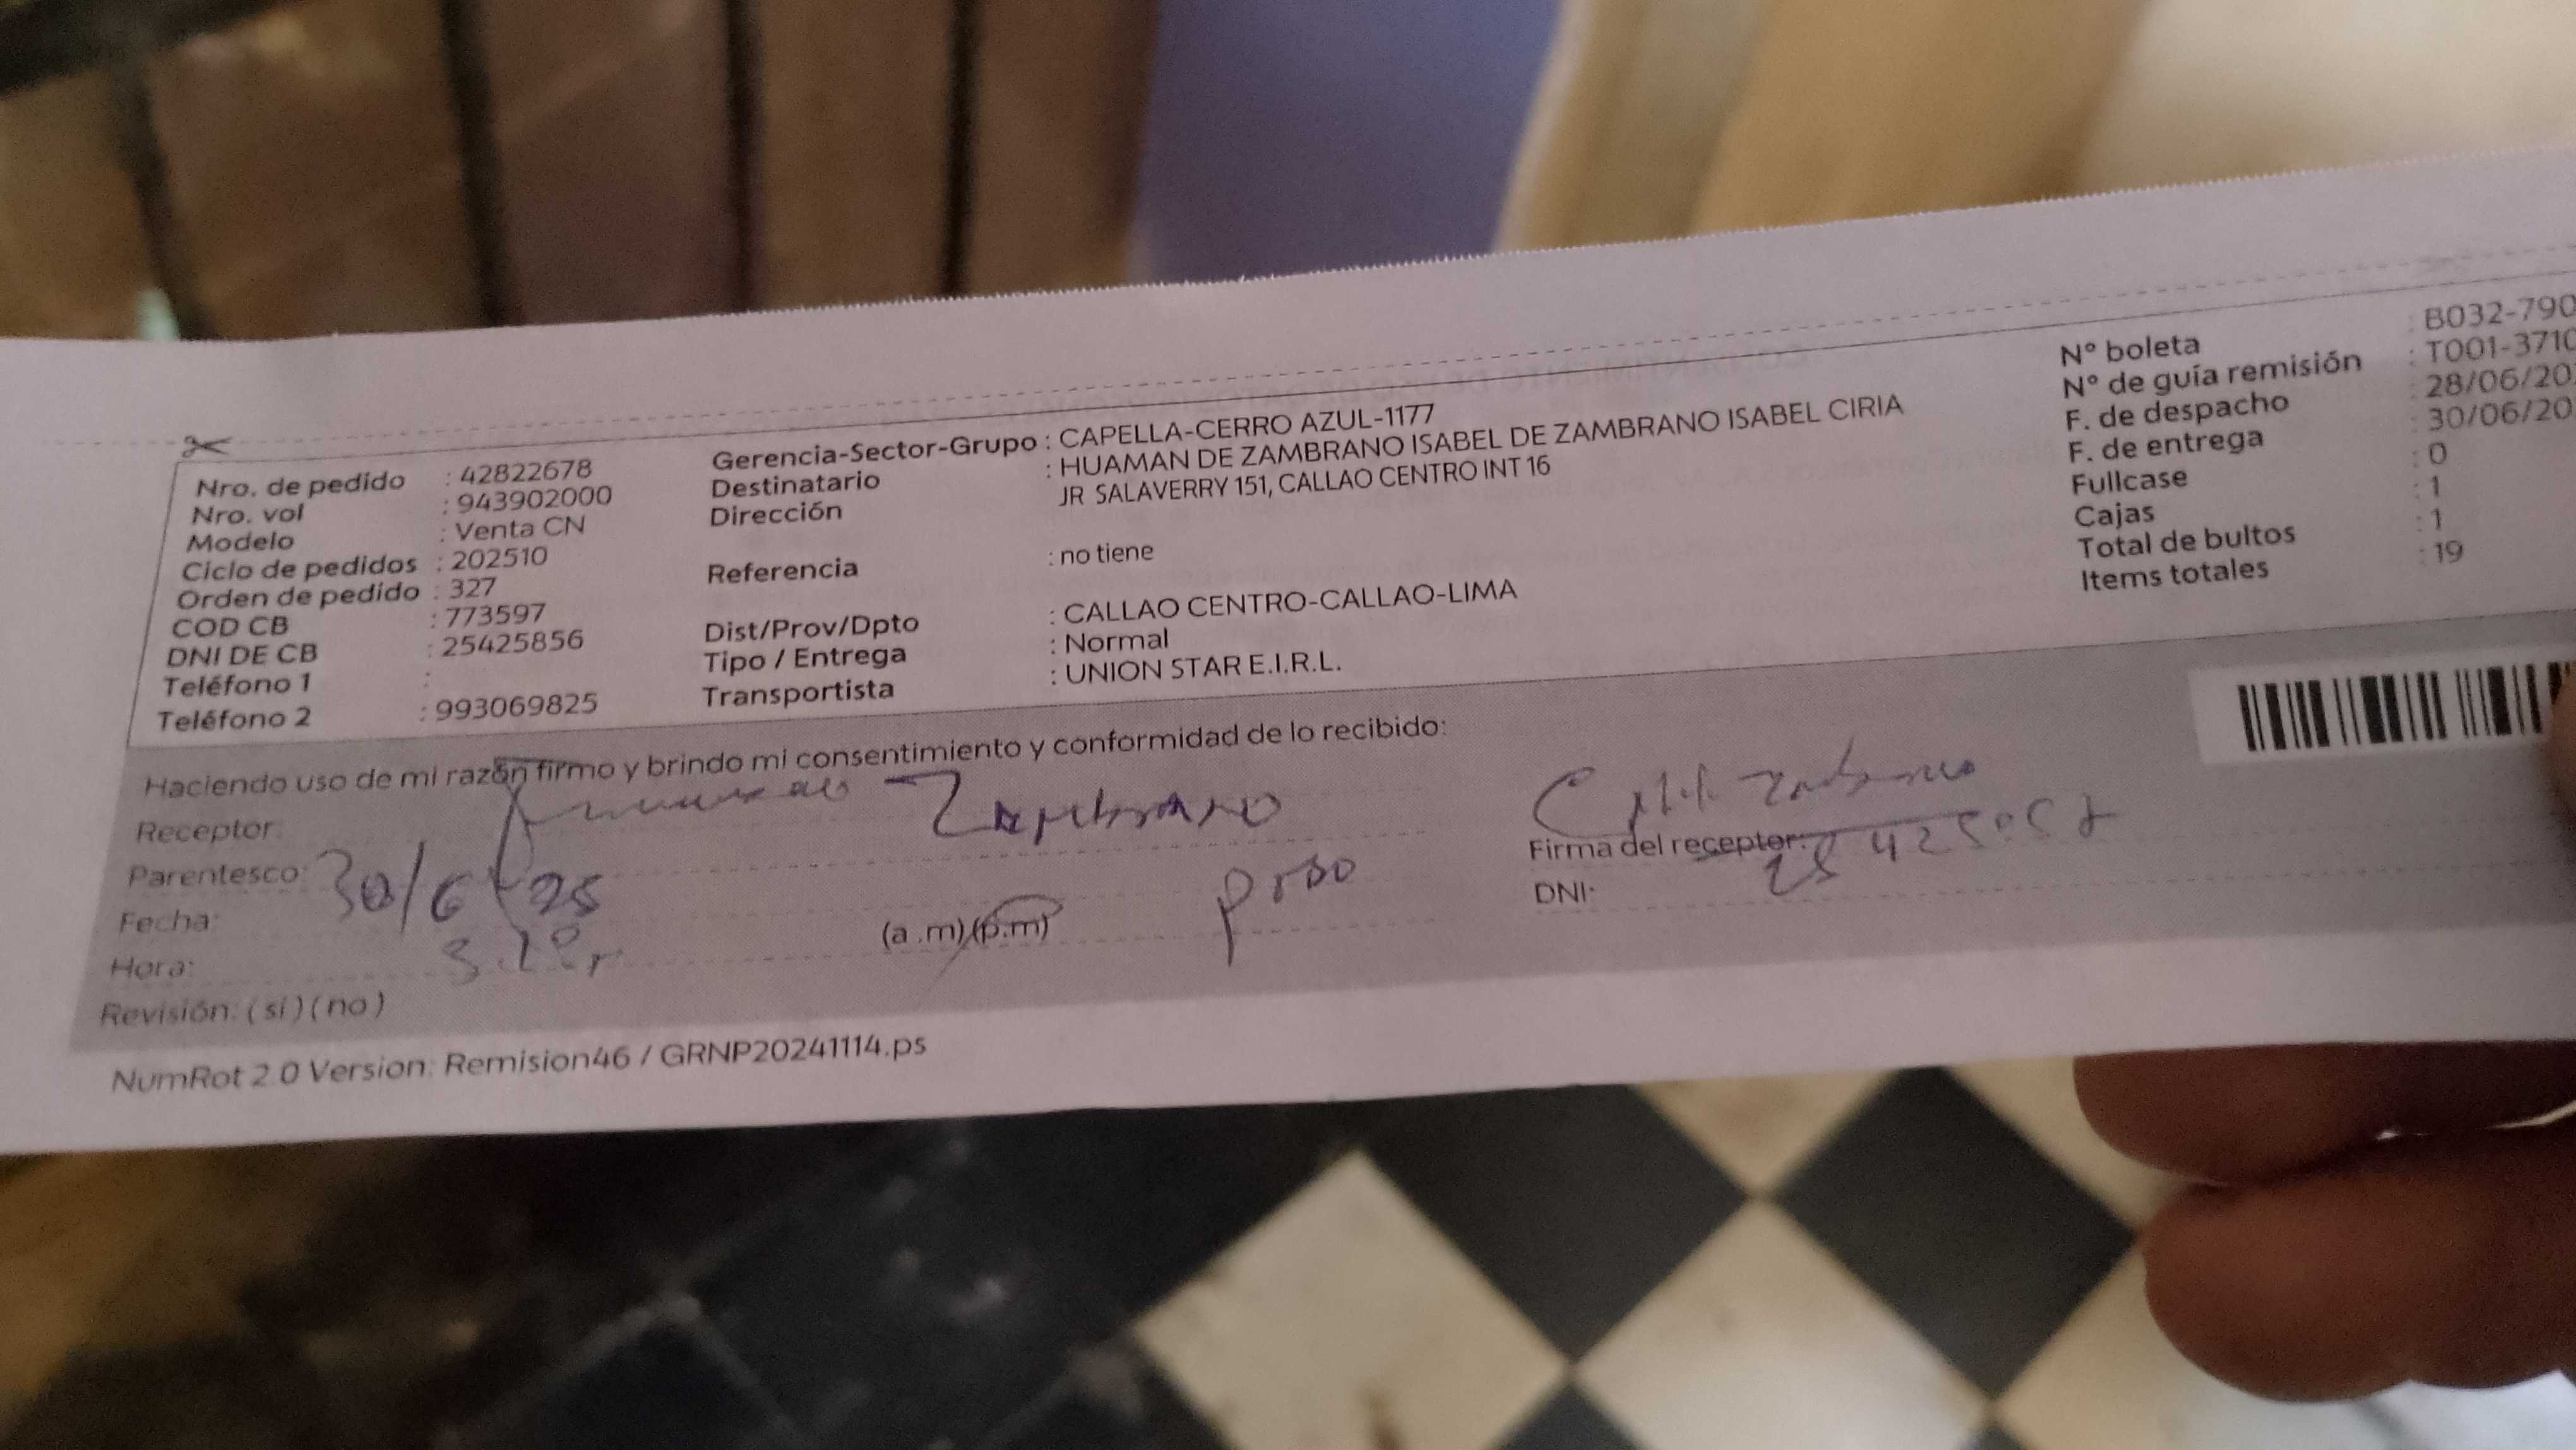 Nro. de pedido : 42822678
Nro. vol : 943902000
Modelo : Venta CN
Ciclo de pedidos : 202510
Orden de pedido : 327
COD CB : 773597
DNI DE CB : 25425856
Teléfono 1 :
Teléfono 2 : 993069825
Gerencia-Sector-Grupo : CAPELLA-CERRO AZUL-1177
Destinatario : HUAMAN DE ZAMBRANO ISABEL DE ZAMBRANO ISABEL CIRIA
Dirección JR SALAVERRY 151, CALLAO CENTRO INT 16
Referencia : no tiene
Dist/Prov/Dpto : CALLAO CENTRO-CALLAO-LIMA
Tipo / Entrega : Normal
Transportista : UNION STAR E.I.R.L.
N° boleta : B032-790
N° de guía remisión : T001-3710
F. de despacho : 28/06/20
F. de entrega : 30/06/20
Fullcase : 0
Cajas : 1
Total de bultos : 1
Items totales : 19
Haciendo uso de mi razón firmo y brindo mi consentimiento y conformidad de lo recibido:
Receptor: Zambrano
Parentesco:
Fecha: 30/6/25
Hora: (a.m) (p.m)
Revisión: (si) (no)
Firma del receptor: Zambrano
DNI:
NumRot 2.0 Version: Remision46 / GRNP20241114.ps